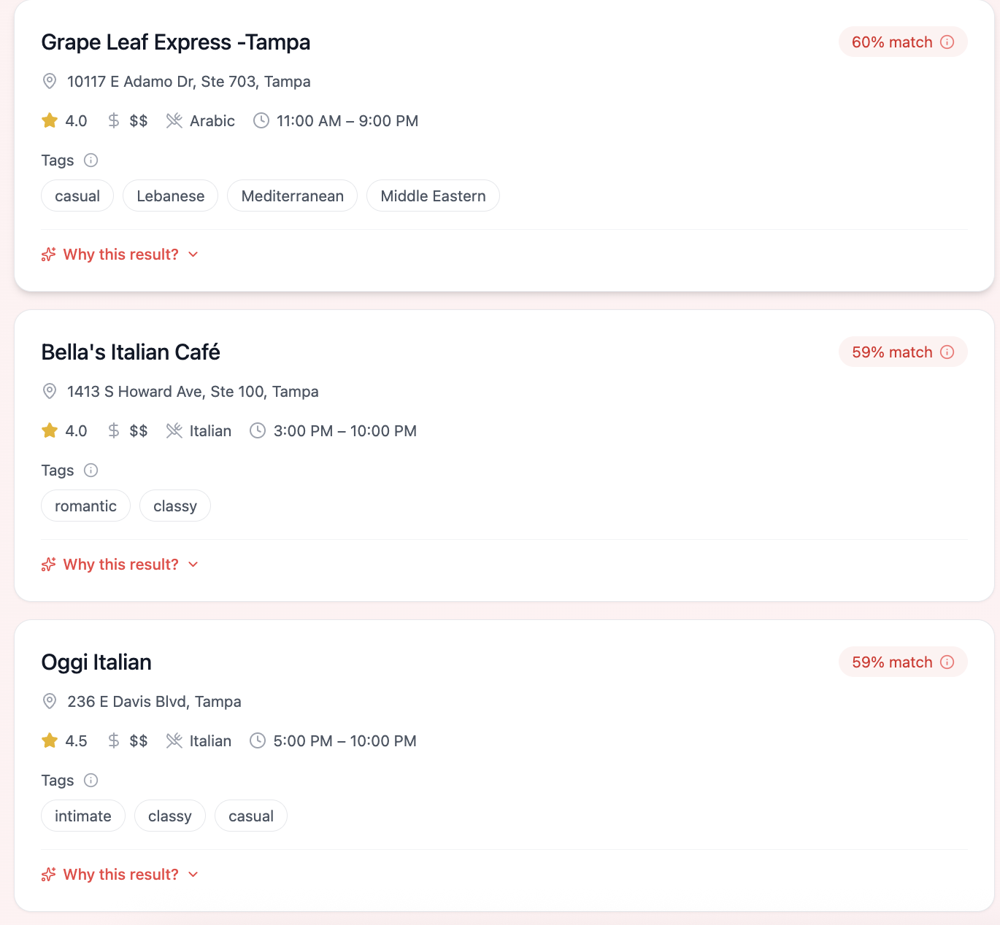 Grape Leaf Express -Tampa
60% match
10117 E Adamo Dr, Ste 703, Tampa
4.0 $ $$ Arabic 11:00 AM – 9:00 PM
Tags
casual Lebanese Mediterranean Middle Eastern
Why this result?
Bella's Italian Café
59% match
1413 S Howard Ave, Ste 100, Tampa
4.0 $ $$ Italian 3:00 PM – 10:00 PM
Tags
romantic classy
Why this result?
Oggi Italian
59% match
236 E Davis Blvd, Tampa
4.5 $ $$ Italian 5:00 PM – 10:00 PM
Tags
intimate classy casual
Why this result?